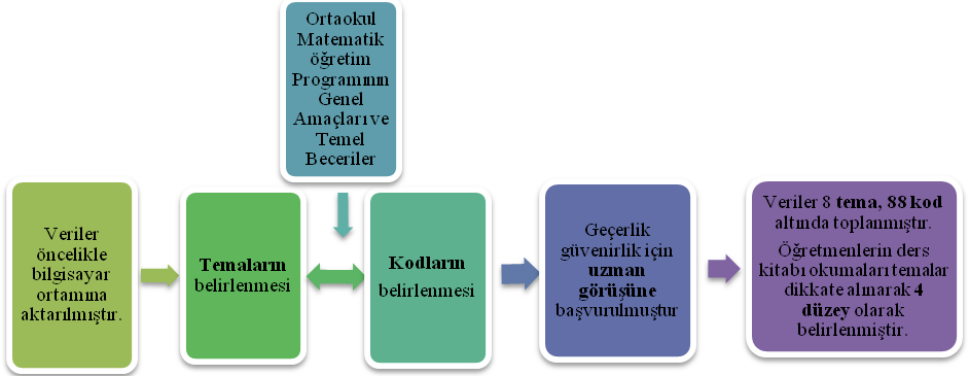 Ortaokul
Matematik
öğretim
Programının
Genel
Amaçları ve
Temel
Beceriler
Veriler
öncelikle
bilgisayar
ortamına
aktarılmıştır.
Temaların
belirlenmesi
Kodların
belirlenmesi
Geçerlik
güvenirlik için
uzman
görüşüne
başvurulmuştur
Veriler 8 tema, 88 kod
altında toplanmıştır.
Öğretmenlerin ders
kitabı okumaları temalar
dikkate alınarak 4
düzey olarak
belirlenmiştir.